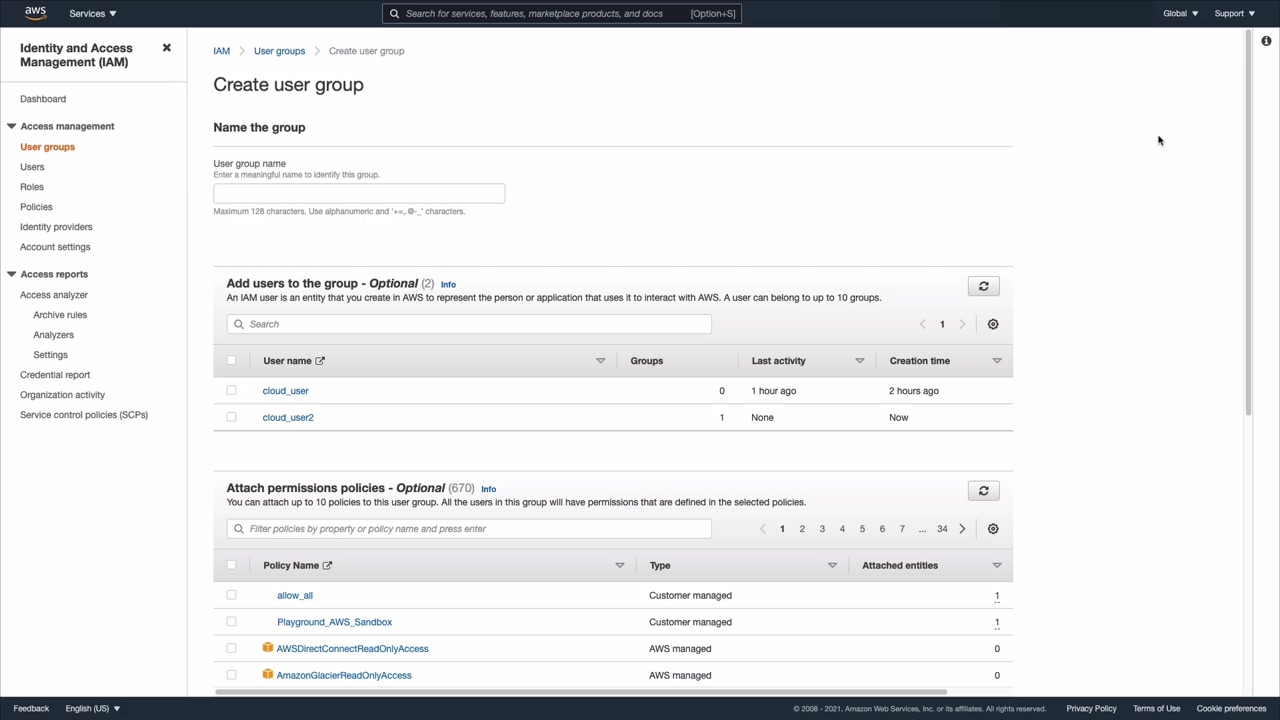 aws
Services
Search for services, features, marketplace products, and docs [Option+S]
Global
Support
Identity and Access
Management (IAM)
Dashboard
Access management
User groups
Users
Roles
Policies
Identity providers
Account settings
Access reports
Access analyzer
Archive rules
Analyzers
Settings
Credential report
Organization activity
Service control policies (SCPs)
IAM > User groups > Create user group
Create user group
Name the group
User group name
Enter a meaningful name to identify this group.
Maximum 128 characters. Use alphanumeric and '+=,.@-_' characters.
Add users to the group - Optional (2) Info
An IAM user is an entity that you create in AWS to represent the person or application that uses it to interact with AWS. A user can belong to up to 10 groups.
Search
1
User name Groups Last activity Creation time
cloud_user 0 1 hour ago 2 hours ago
cloud_user2 1 None Now
Attach permissions policies - Optional (670) Info
You can attach up to 10 policies to this user group. All the users in this group will have permissions that are defined in the selected policies.
Filter policies by property or policy name and press enter
1 2 3 4 5 6 7 ... 34
Policy Name Type Attached entities
allow_all Customer managed 1
Playground_AWS_Sandbox Customer managed 1
AWSDirectConnectReadOnlyAccess AWS managed 0
AmazonGlacierReadOnlyAccess AWS managed 0
Feedback English (US) © 2008 - 2021, Amazon Web Services, Inc. or its affiliates. All rights reserved. Privacy Policy Terms of Use Cookie preferences